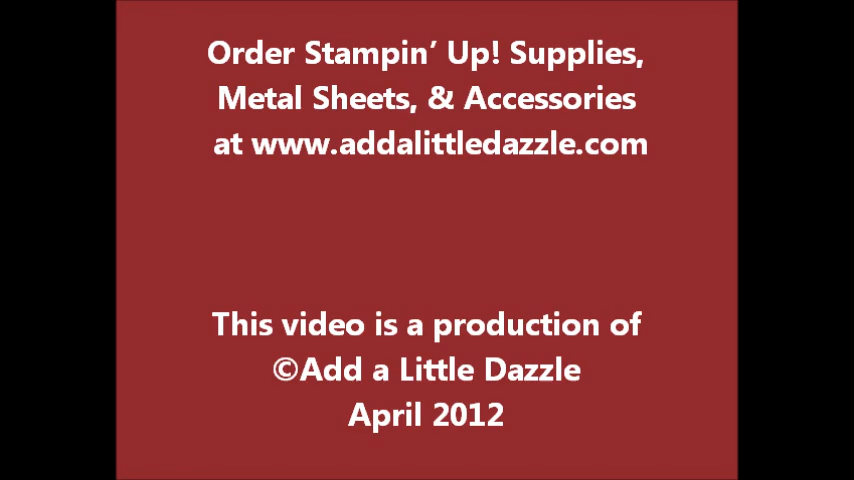 Order Stampin’ Up! Supplies,
Metal Sheets, & Accessories
at www.addalittledazzle.com
This video is a production of
©Add a Little Dazzle
April 2012